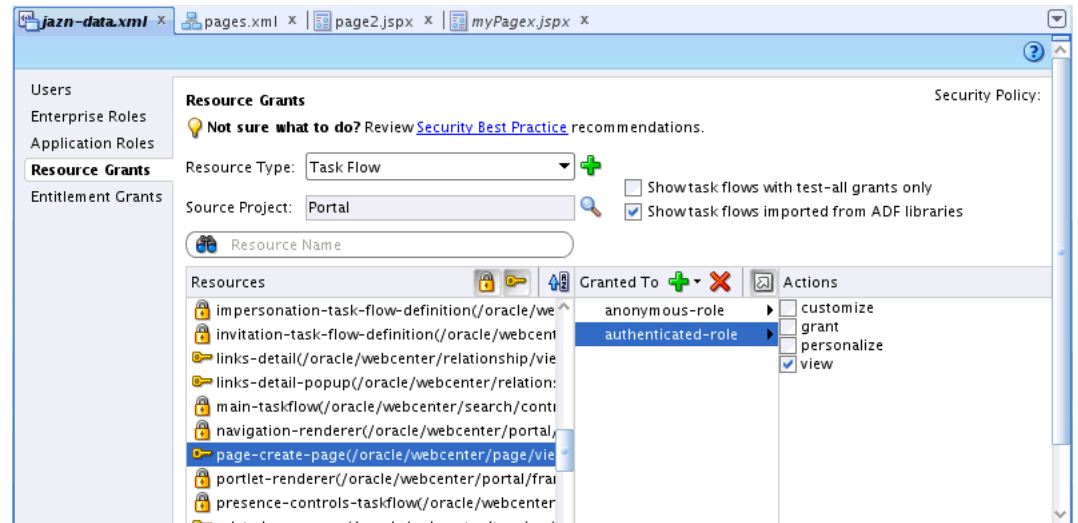 jazn-data.xml x pages.xml x page2.jspx x myPagex.jspx x
Users
Enterprise Roles
Application Roles
Resource Grants
Entitlement Grants
Resource Grants
Security Policy:
Not sure what to do? Review Security Best Practice recommendations.
Resource Type: Task Flow
Show task flows with test-all grants only
Source Project: Portal
Show task flows imported from ADF libraries
Resource Name
Resources Granted To Actions
impersonation-task-flow-definition(/oracle/we
invitation-task-flow-definition(/oracle/webcent
links-detail(/oracle/webcenter/relationship/vie
links-detail-popup(/oracle/webcenter/relations
main-taskflow(/oracle/webcenter/search/contr
navigation-renderer(/oracle/webcenter/portal/
page-create-page(/oracle/webcenter/page/vie
portlet-renderer(/oracle/webcenter/portal/frar
presence-controls-taskflow(/oracle/webcenter
anonymous-role
authenticated-role
customize
grant
personalize
view